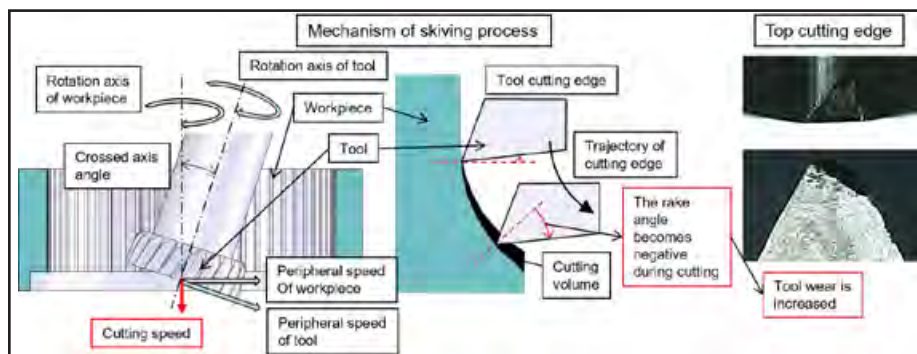 Mechanism of skiving process
Top cutting edge
Rotation axis
of workpiece
Rotation axis of tool
Workpiece
Crossed axis
angle
Tool
Peripheral speed
Of workpiece
Cutting speed
Peripheral speed
of tool
Tool cutting edge
Trajectory of
cutting edge
The rake
angle
becomes
negative
during cutting
Cutting
volume
Tool wear is
increased